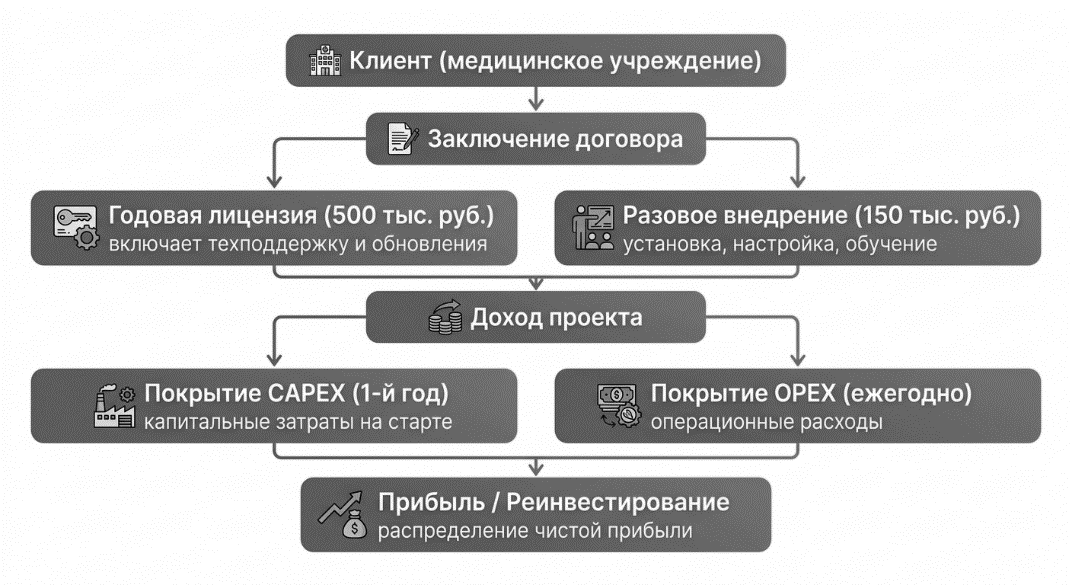 Клиент (медицинское учреждение)
Заключение договора
Годовая лицензия (500 тыс. руб.)
включает техподдержку и обновления
Разовое внедрение (150 тыс. руб.)
установка, настройка, обучение
Доход проекта
Покрытие CAPEX (1-й год)
капитальные затраты на старте
Покрытие OPEX (ежегодно)
операционные расходы
Прибыль / Реинвестирование
распределение чистой прибыли